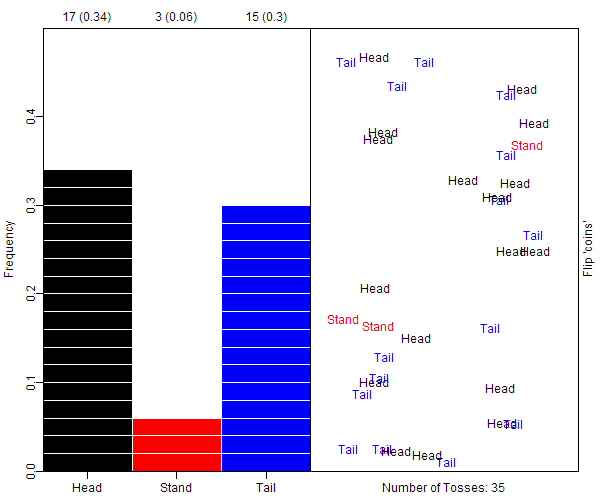 17 (0.34) 3 (0.06) 15 (0.3)
Frequency
0.0 0.1 0.2 0.3 0.4
Head Stand Tail
Tail Head Tail
Tail
Head
Tail
Head
Head
Head
Stand
Tail
Head
Head
Head
Tail
Tail
Head Head
Head
Stand
Stand
Tail
Head
Tail
Tail
Head
Tail
Head
Head
Tail
Tail
Tail
Head
Head
Tail
Flip 'coins'
Number of Tosses: 35